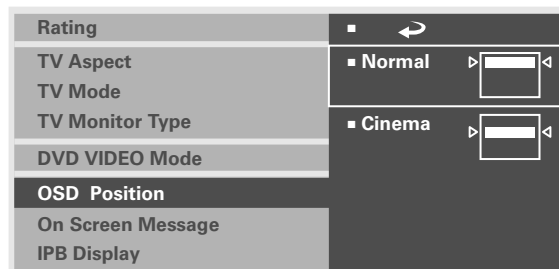 Rating
TV Aspect
TV Mode
TV Monitor Type
DVD VIDEO Mode
OSD Position
On Screen Message
IPB Display
Normal
Cinema